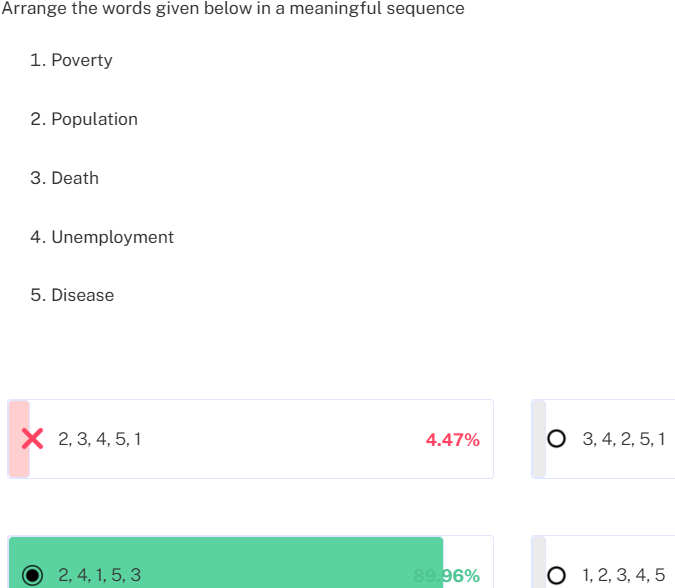 Arrange the words given below in a meaningful sequence
1. Poverty
2. Population
3. Death
4. Unemployment
5. Disease
2, 3, 4, 5, 1 4.47% 3, 4, 2, 5, 1
2, 4, 1, 5, 3 89.96% 1, 2, 3, 4, 5